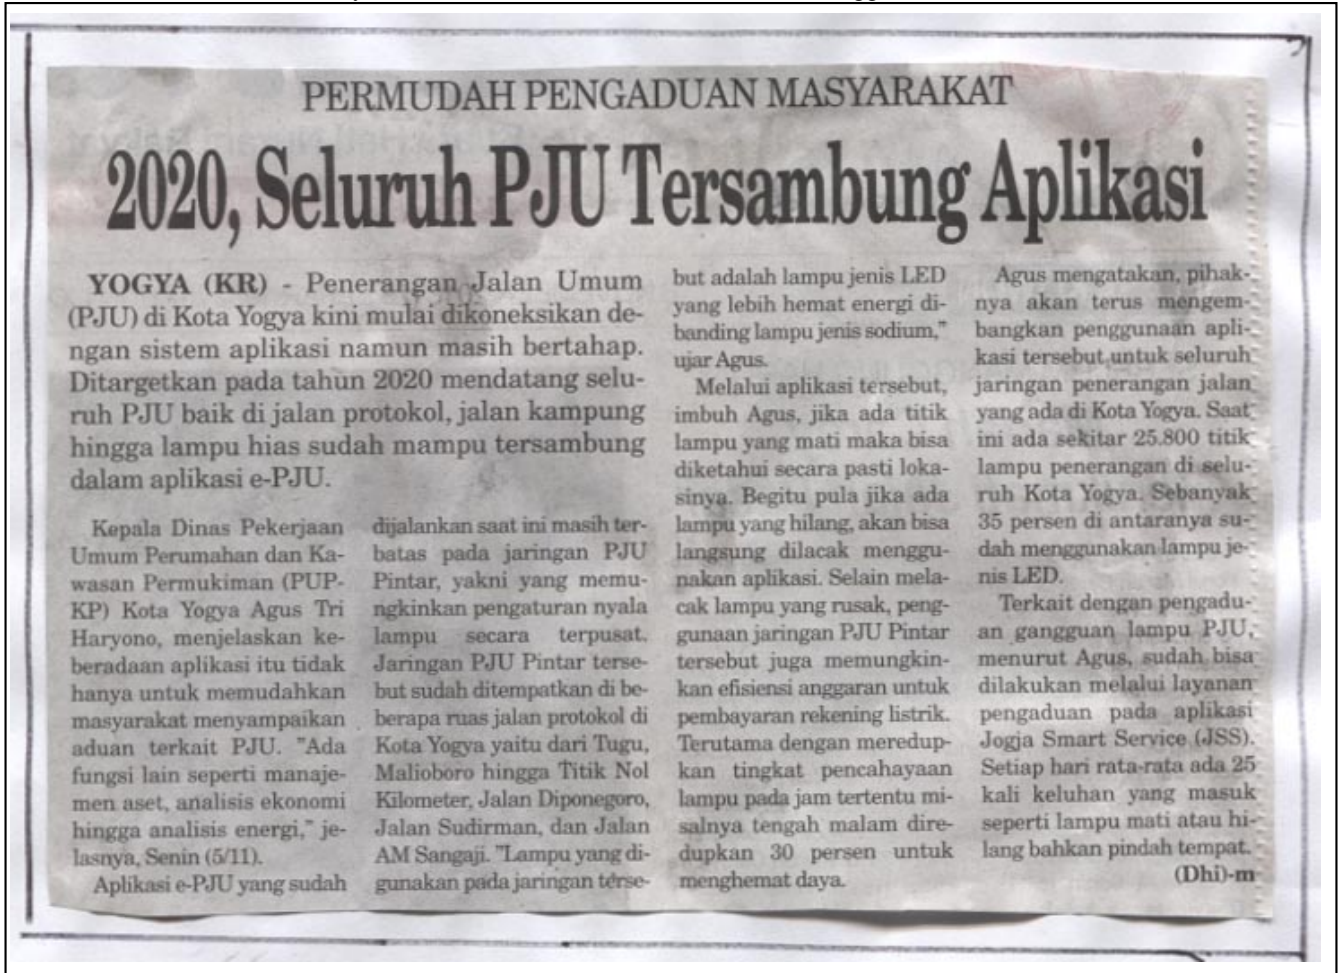 PERMUDAH PENGADUAN MASYARAKAT
2020, Seluruh PJU Tersambung Aplikasi
YOGYA (KR) - Penerangan Jalan Umum
(PJU) di Kota Yogya kini mulai dikoneksikan de-
ngan sistem aplikasi namun masih bertahap.
Ditargetkan pada tahun 2020 mendatang selu-
ruh PJU baik di jalan protokol, jalan kampung
hingga lampu hias sudah mampu tersambung
dalam aplikasi e-PJU.
Kepala Dinas Pekerjaan
Umum Perumahan dan Ka-
wasan Permukiman (PUP-
KP) Kota Yogya Agus Tri
Haryono, menjelaskan ke-
beradaan aplikasi itu tidak
hanya untuk memudahkan
masyarakat menyampaikan
aduan terkait PJU. "Ada
fungsi lain seperti manaje-
men aset, analisis ekonomi
hingga analisis energi," je-
lasnya, Senin (5/11).
Aplikasi e-PJU yang sudah
dijalankan saat ini masih ter-
batas pada jaringan PJU
Pintar, yakni yang memu-
ngkinkan pengaturan nyala
lampu secara terpusat.
Jaringan PJU Pintar terse-
but sudah ditempatkan di be-
berapa ruas jalan protokol di
Kota Yogya yaitu dari Tugu,
Malioboro hingga Titik Nol
Kilometer, Jalan Diponegoro,
Jalan Sudirman, dan Jalan
AM Sangaji. "Lampu yang di-
gunakan pada jaringan terse-
but adalah lampu jenis LED
yang lebih hemat energi di-
banding lampu jenis sodium,"
ujar Agus.
Melalui aplikasi tersebut,
imbuh Agus, jika ada titik
lampu yang mati maka bisa
diketahui secara pasti loka-
sinya. Begitu pula jika ada
lampu yang hilang, akan bisa
langsung dilacak menggu-
nakan aplikasi. Selain mela-
cak lampu yang rusak, peng-
gunaan jaringan PJU Pintar
tersebut juga memungkin-
kan efisiensi anggaran untuk
pembayaran rekening listrik.
Terutama dengan meredup-
kan tingkat pencahayaan
lampu pada jam tertentu mi-
salnya tengah malam dire-
dupkan 30 persen untuk
menghemat daya.
Agus mengatakan, pihak-
nya akan terus mengem-
bangkan penggunaan apli-
kasi tersebut untuk seluruh
jaringan penerangan jalan
yang ada di Kota Yogya. Saat
ini ada sekitar 25.800 titik
lampu penerangan di selu-
ruh Kota Yogya. Sebanyak
35 persen di antaranya su-
dah menggunakan lampu je-
nis LED.
Terkait dengan pengadu-
an gangguan lampu PJU,
menurut Agus, sudah bisa
dilakukan melalui layanan
pengaduan pada aplikasi
Jogja Smart Service (JSS).
Setiap hari rata-rata ada 25
kali keluhan yang masuk
seperti lampu mati atau hi-
lang bahkan pindah tempat.
(Dhi)-m